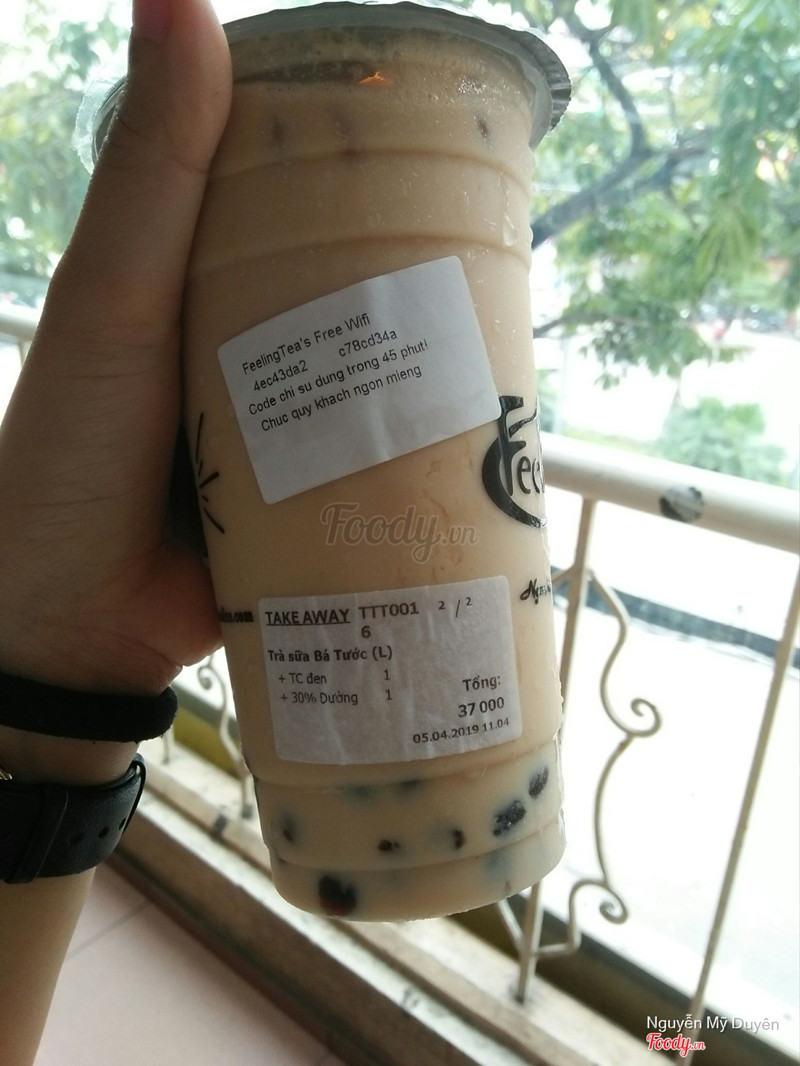 FeelingTea's Free Wifi
4ec43da2 c78cd34a
Code chi su dung trong 45 phut!
Chuc quy khach ngon mieng
Fee
Foody.vn
TAKE AWAY TTT001 2 / 2
6
Trà sữa Bá Tước (L)
+ TC đen 1
+ 30% Đường 1
Tổng:
37 000
05.04.2019 11.04
Nguyễn Mỹ Duyên
Foody.vn